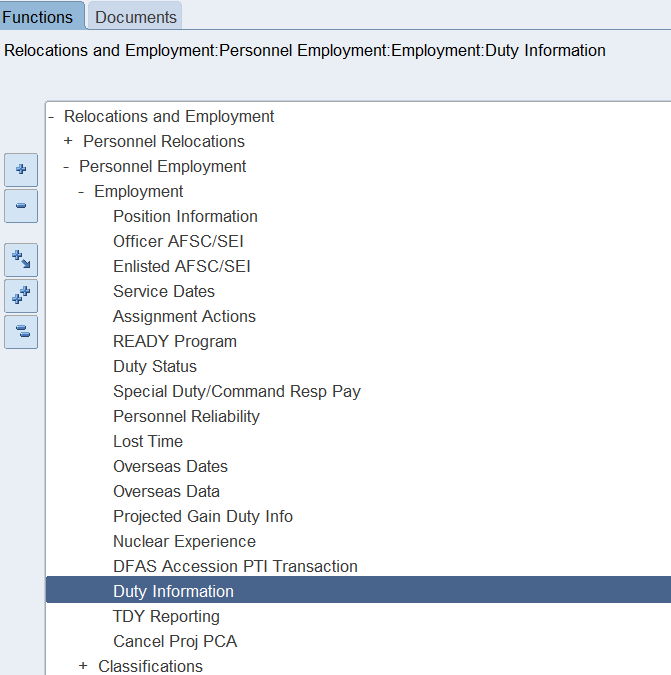 Functions
Documents
Relocations and Employment:Personnel Employment:Employment:Duty Information
- Relocations and Employment
+ Personnel Relocations
- Personnel Employment
- Employment
Position Information
Officer AFSC/SEI
Enlisted AFSC/SEI
Service Dates
Assignment Actions
READY Program
Duty Status
Special Duty/Command Resp Pay
Personnel Reliability
Lost Time
Overseas Dates
Overseas Data
Projected Gain Duty Info
Nuclear Experience
DFAS Accession PTI Transaction
Duty Information
TDY Reporting
Cancel Proj PCA
+ Classifications